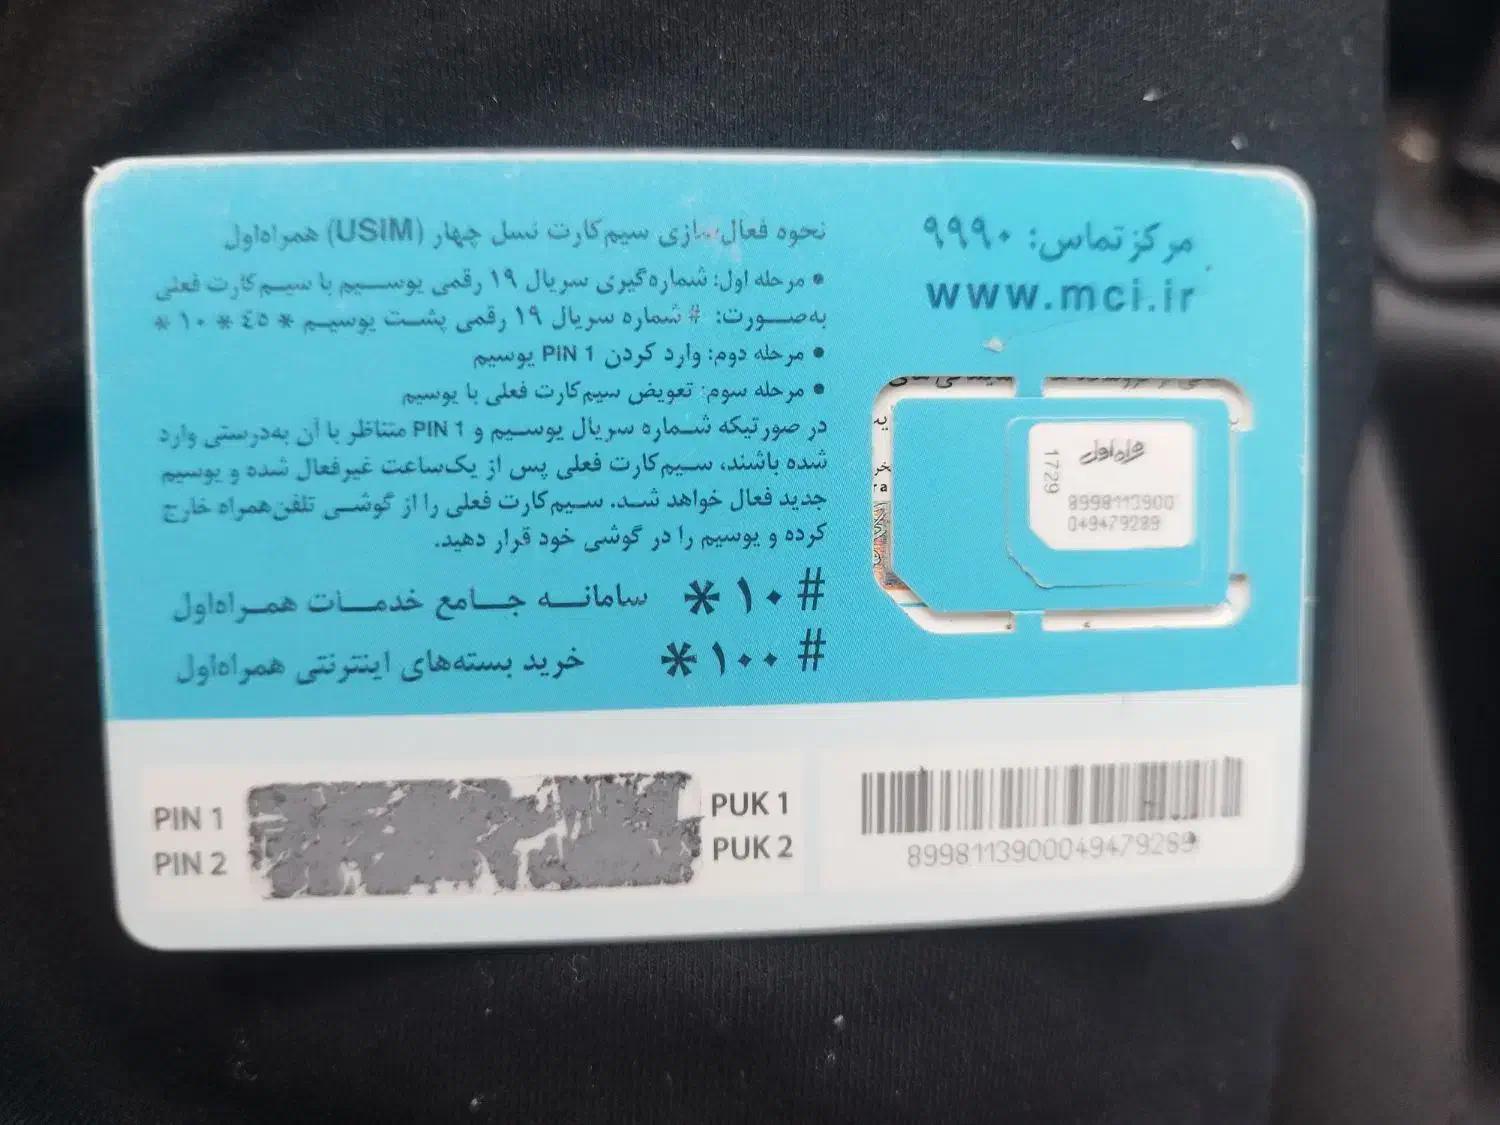 نحوه فعال‌سازی سیم‌کارت نسل چهار (USIM) همراه‌اول
• مرحله اول: شماره‌گیری سریال ۱۹ رقمی یوسیم با سیم‌کارت فعلی
به‌صورت: # شماره سریال ۱۹ رقمی پشت یوسیم * ۴۵ * ۱۰ *
• مرحله دوم: وارد کردن PIN 1 یوسیم
• مرحله سوم: تعویض سیم‌کارت فعلی با یوسیم
در صورتیکه شماره سریال یوسیم و PIN 1 متناظر با آن به‌درستی وارد
شده باشند، سیم‌کارت فعلی پس از یک‌ساعت غیرفعال شده و یوسیم
جدید فعال خواهد شد. سیم‌کارت فعلی را از گوشی تلفن‌همراه خارج
کرده و یوسیم را در گوشی خود قرار دهید.
# ۱۰ * سامانه جامع خدمات همراه‌اول
# ۱۰۰ * خرید بسته‌های اینترنتی همراه‌اول
مرکز تماس: ۹۹۹۰
www.mci.ir
همراه اول
1729
8998113900
049479289
PIN 1
PIN 2
PUK 1
PUK 2
8998113900049479289